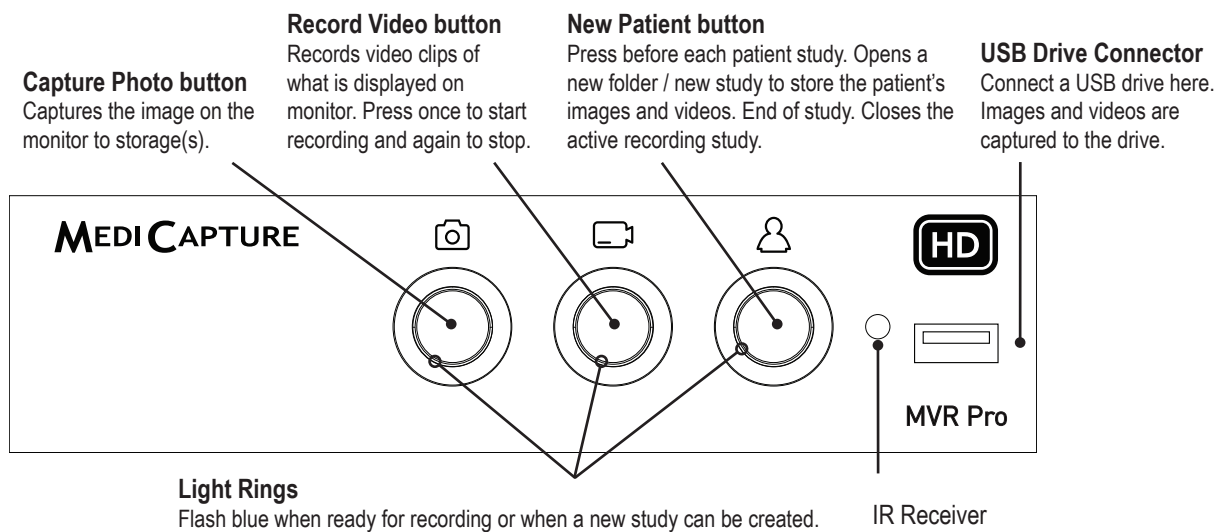 Record Video button
Records video clips of
what is displayed on
monitor. Press once to start
recording and again to stop.
New Patient button
Press before each patient study. Opens a
new folder / new study to store the patient's
images and videos. End of study. Closes the
active recording study.
Capture Photo button
Captures the image on the
monitor to storage(s).
USB Drive Connector
Connect a USB drive here.
Images and videos are
captured to the drive.
MEDICAPTURE
HD
MVR Pro
Light Rings
Flash blue when ready for recording or when a new study can be created.
IR Receiver